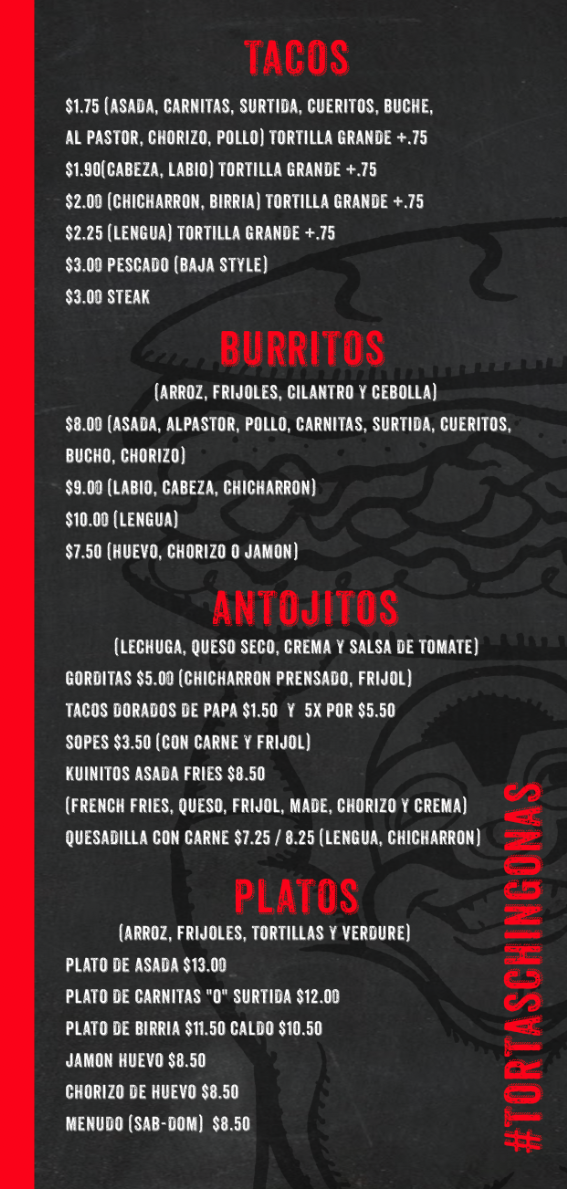 TACOS
$1.75 (ASADA, CARNITAS, SURTIDA, CUERITOS, BUCHE,
AL PASTOR, CHORIZO, POLLO) TORTILLA GRANDE +.75
$1.90(CABEZA, LABIO) TORTILLA GRANDE +.75
$2.00 (CHICHARRON, BIRRIA) TORTILLA GRANDE +.75
$2.25 (LENGUA) TORTILLA GRANDE +.75
$3.00 PESCADO (BAJA STYLE)
$3.00 STEAK
BURRITOS
(ARROZ, FRIJOLES, CILANTRO Y CEBOLLA)
$8.00 (ASADA, ALPASTOR, POLLO, CARNITAS, SURTIDA, CUERITOS,
BUCHO, CHORIZO)
$9.00 (LABIO, CABEZA, CHICHARRON)
$10.00 (LENGUA)
$7.50 (HUEVO, CHORIZO O JAMON)
ANTOJITOS
(LECHUGA, QUESO SECO, CREMA Y SALSA DE TOMATE)
GORDITAS $5.00 (CHICHARRON PRENSADO, FRIJOL)
TACOS DORADOS DE PAPA $1.50 Y 5X POR $5.50
SOPES $3.50 (CON CARNE Y FRIJOL)
KUINITOS ASADA FRIES $8.50
(FRENCH FRIES, QUESO, FRIJOL, MADE, CHORIZO Y CREMA)
QUESADILLA CON CARNE $7.25 / 8.25 (LENGUA, CHICHARRON)
PLATOS
(ARROZ, FRIJOLES, TORTILLAS Y VERDURE)
PLATO DE ASADA $13.00
PLATO DE CARNITAS "O" SURTIDA $12.00
PLATO DE BIRRIA $11.50 CALDO $10.50
JAMON HUEVO $8.50
CHORIZO DE HUEVO $8.50
MENUDO (SAB-DOM) $8.50
#TORTASCHINGONAS